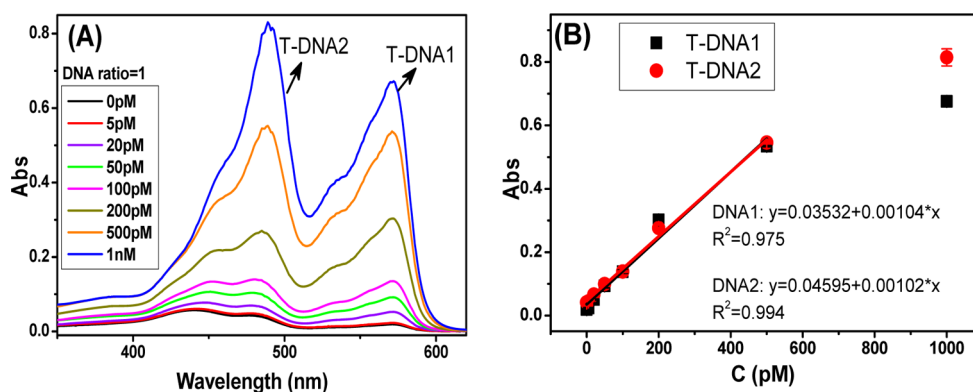 (A)
T-DNA2
T-DNA1
DNA ratio=1
0pM
5pM
20pM
50pM
100pM
200pM
500pM
1nM
0.8
0.6
0.4
0.2
0.0
Abs
400
500
600
Wavelength (nm)
(B)
T-DNA1
T-DNA2
0.8
0.6
0.4
0.2
0.0
Abs
DNA1: y=0.03532+0.00104*x
R²=0.975
DNA2: y=0.04595+0.00102*x
R²=0.994
0
200
400
600
800
1000
C (pM)